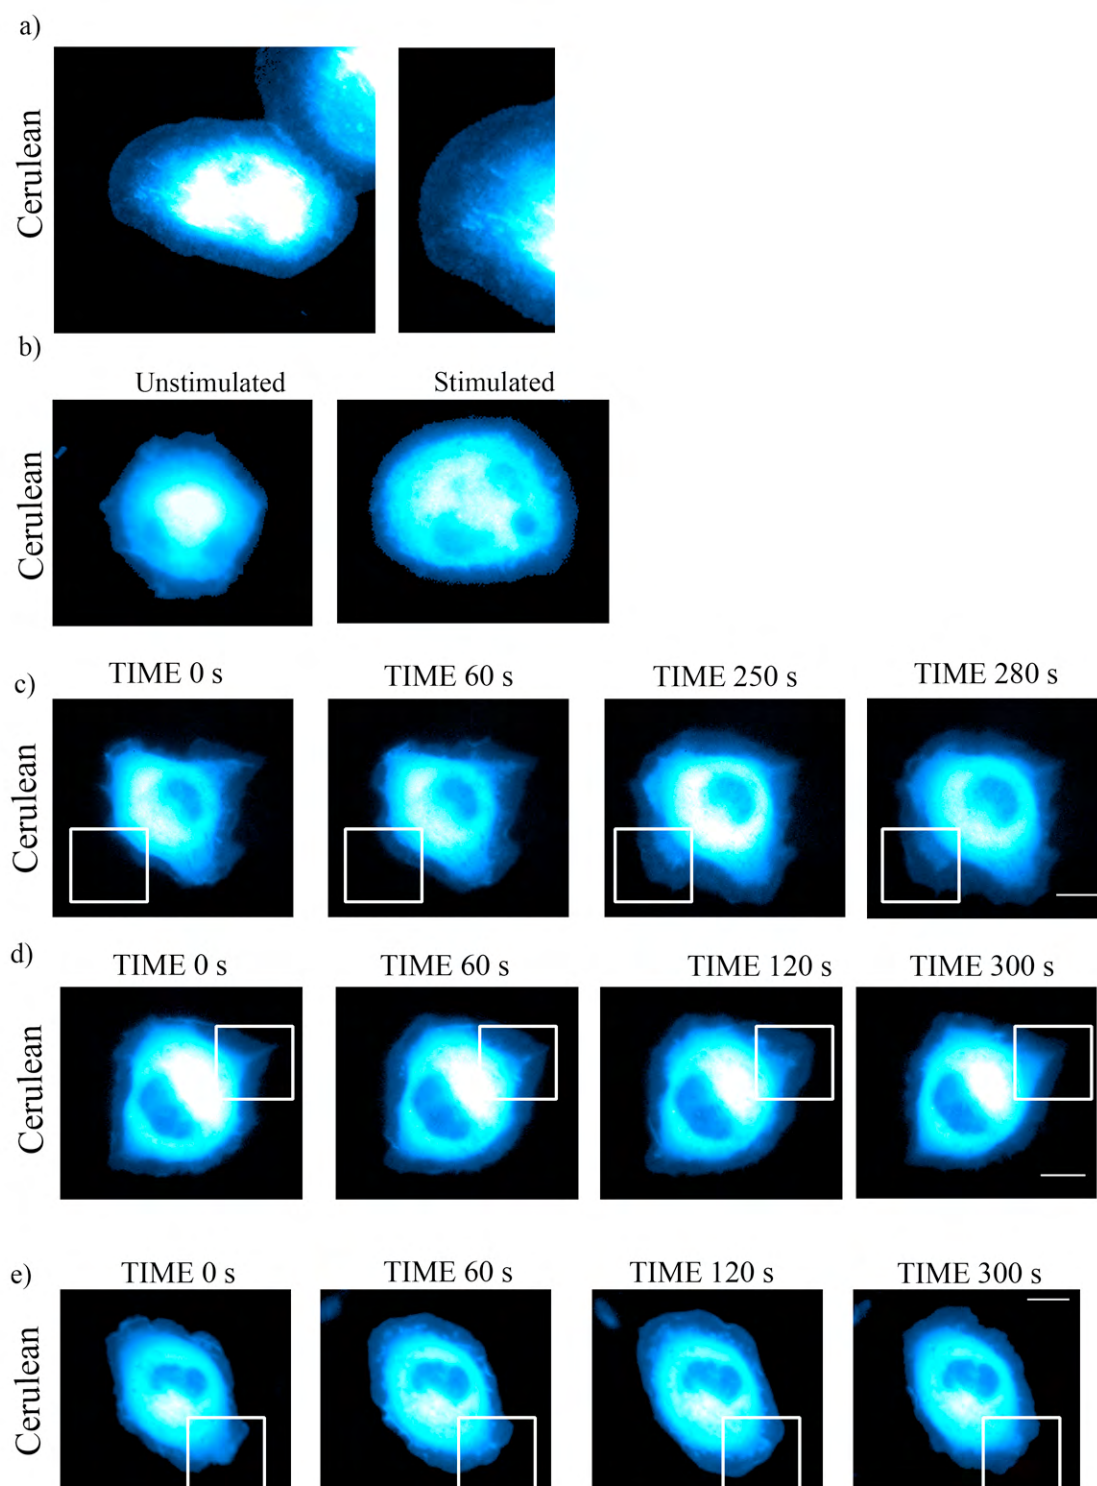 a)
Cerulean
b)
Unstimulated Stimulated
Cerulean
c)
TIME 0 s TIME 60 s TIME 250 s TIME 280 s
Cerulean
d)
TIME 0 s TIME 60 s TIME 120 s TIME 300 s
Cerulean
e)
TIME 0 s TIME 60 s TIME 120 s TIME 300 s
Cerulean